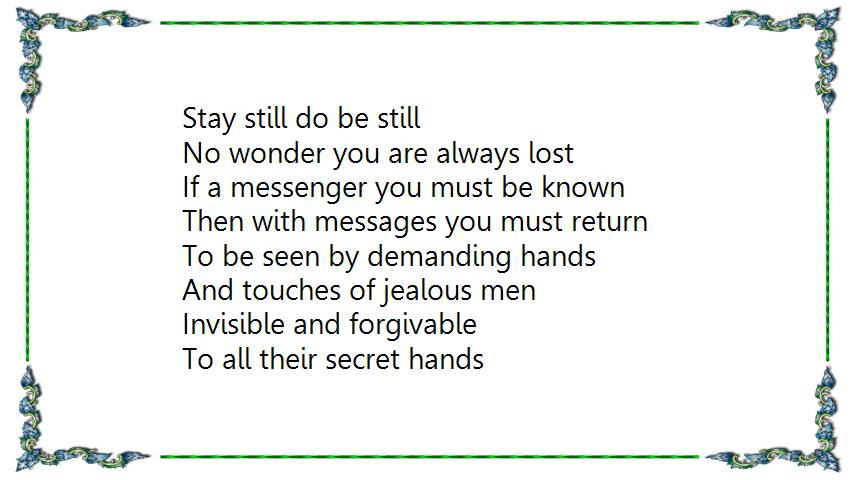 Stay still do be still
No wonder you are always lost
If a messenger you must be known
Then with messages you must return
To be seen by demanding hands
And touches of jealous men
Invisible and forgivable
To all their secret hands